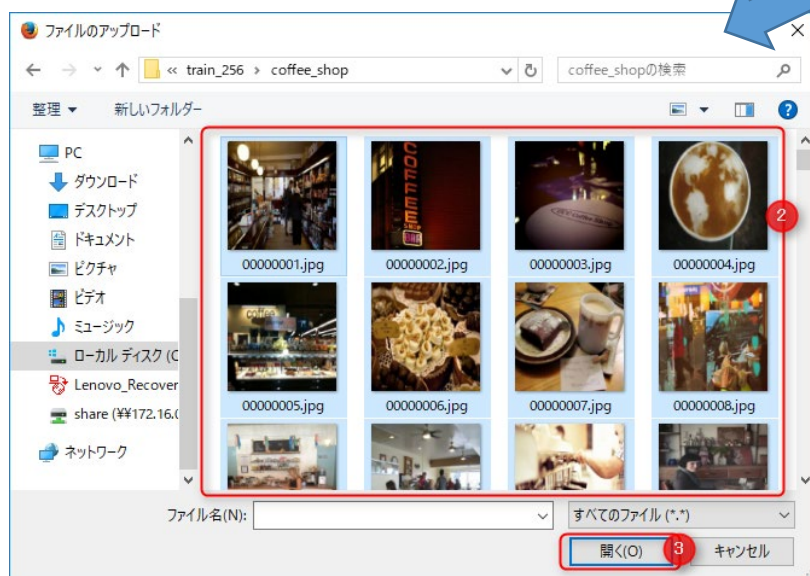 ファイルのアップロード
« train_256 › coffee_shop
coffee_shopの検索
整理 ▼ 新しいフォルダー
PC
ダウンロード
デスクトップ
ドキュメント
ピクチャ
ビデオ
ミュージック
ローカル ディスク (C
Lenovo_Recover
share (¥¥172.16.0
ネットワーク
COFFEE
SHOP
2
00000001.jpg 00000002.jpg 00000003.jpg 00000004.jpg
coffee
00000005.jpg 00000006.jpg 00000007.jpg 00000008.jpg
ファイル名(N):
すべてのファイル (*.*)
開く(O) 3 キャンセル